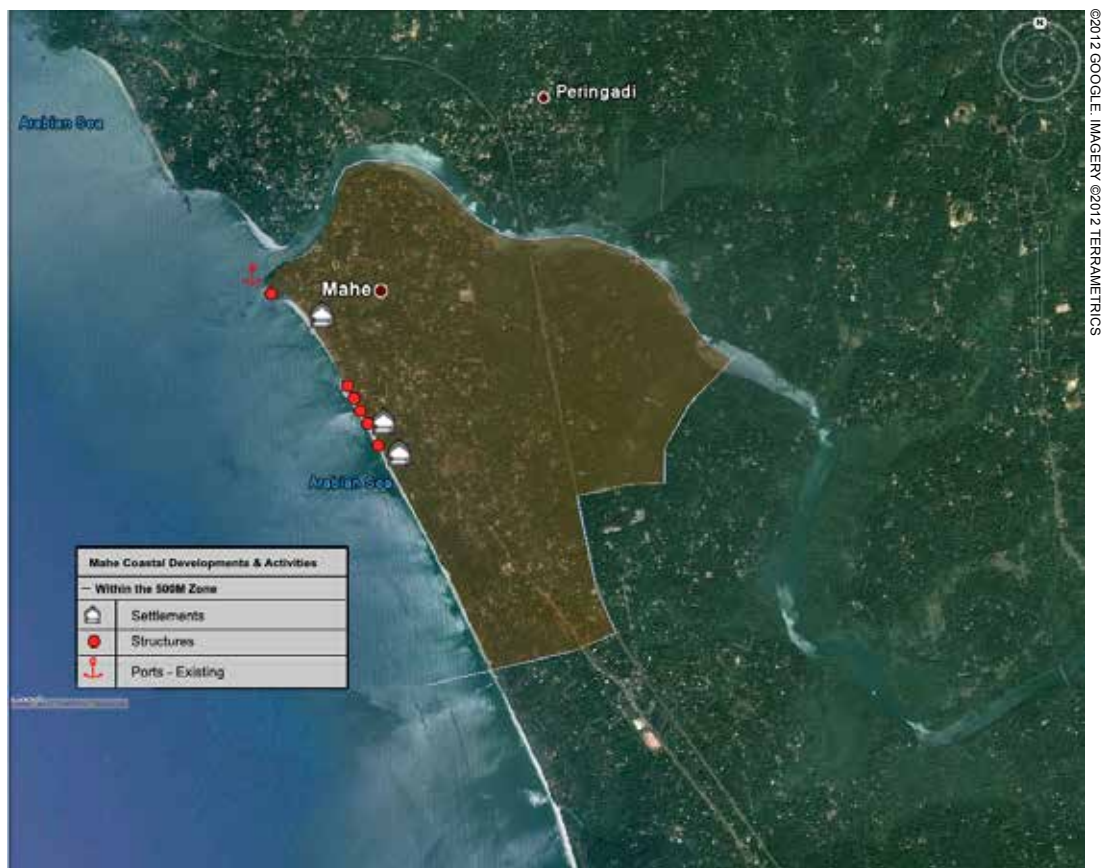 N
Peringadi
Arabian Sea
Mahe
Arabian Sea
Mahe Coastal Developments & Activities
Within the 500M Zone
Settlements
Structures
Ports - Existing
©2012 GOOGLE. IMAGERY ©2012 TERRAMETRICS